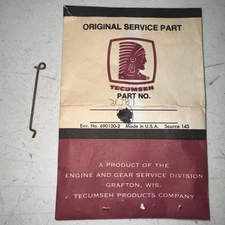 ORIGINAL SERVICE PART
TECUMSEH
PART NO.
Env. No. 690120-2 Made in U.S.A. Source 143
A PRODUCT OF THE
ENGINE AND GEAR SERVICE DIVISION
GRAFTON, WIS.
TECUMSEH PRODUCTS COMPANY